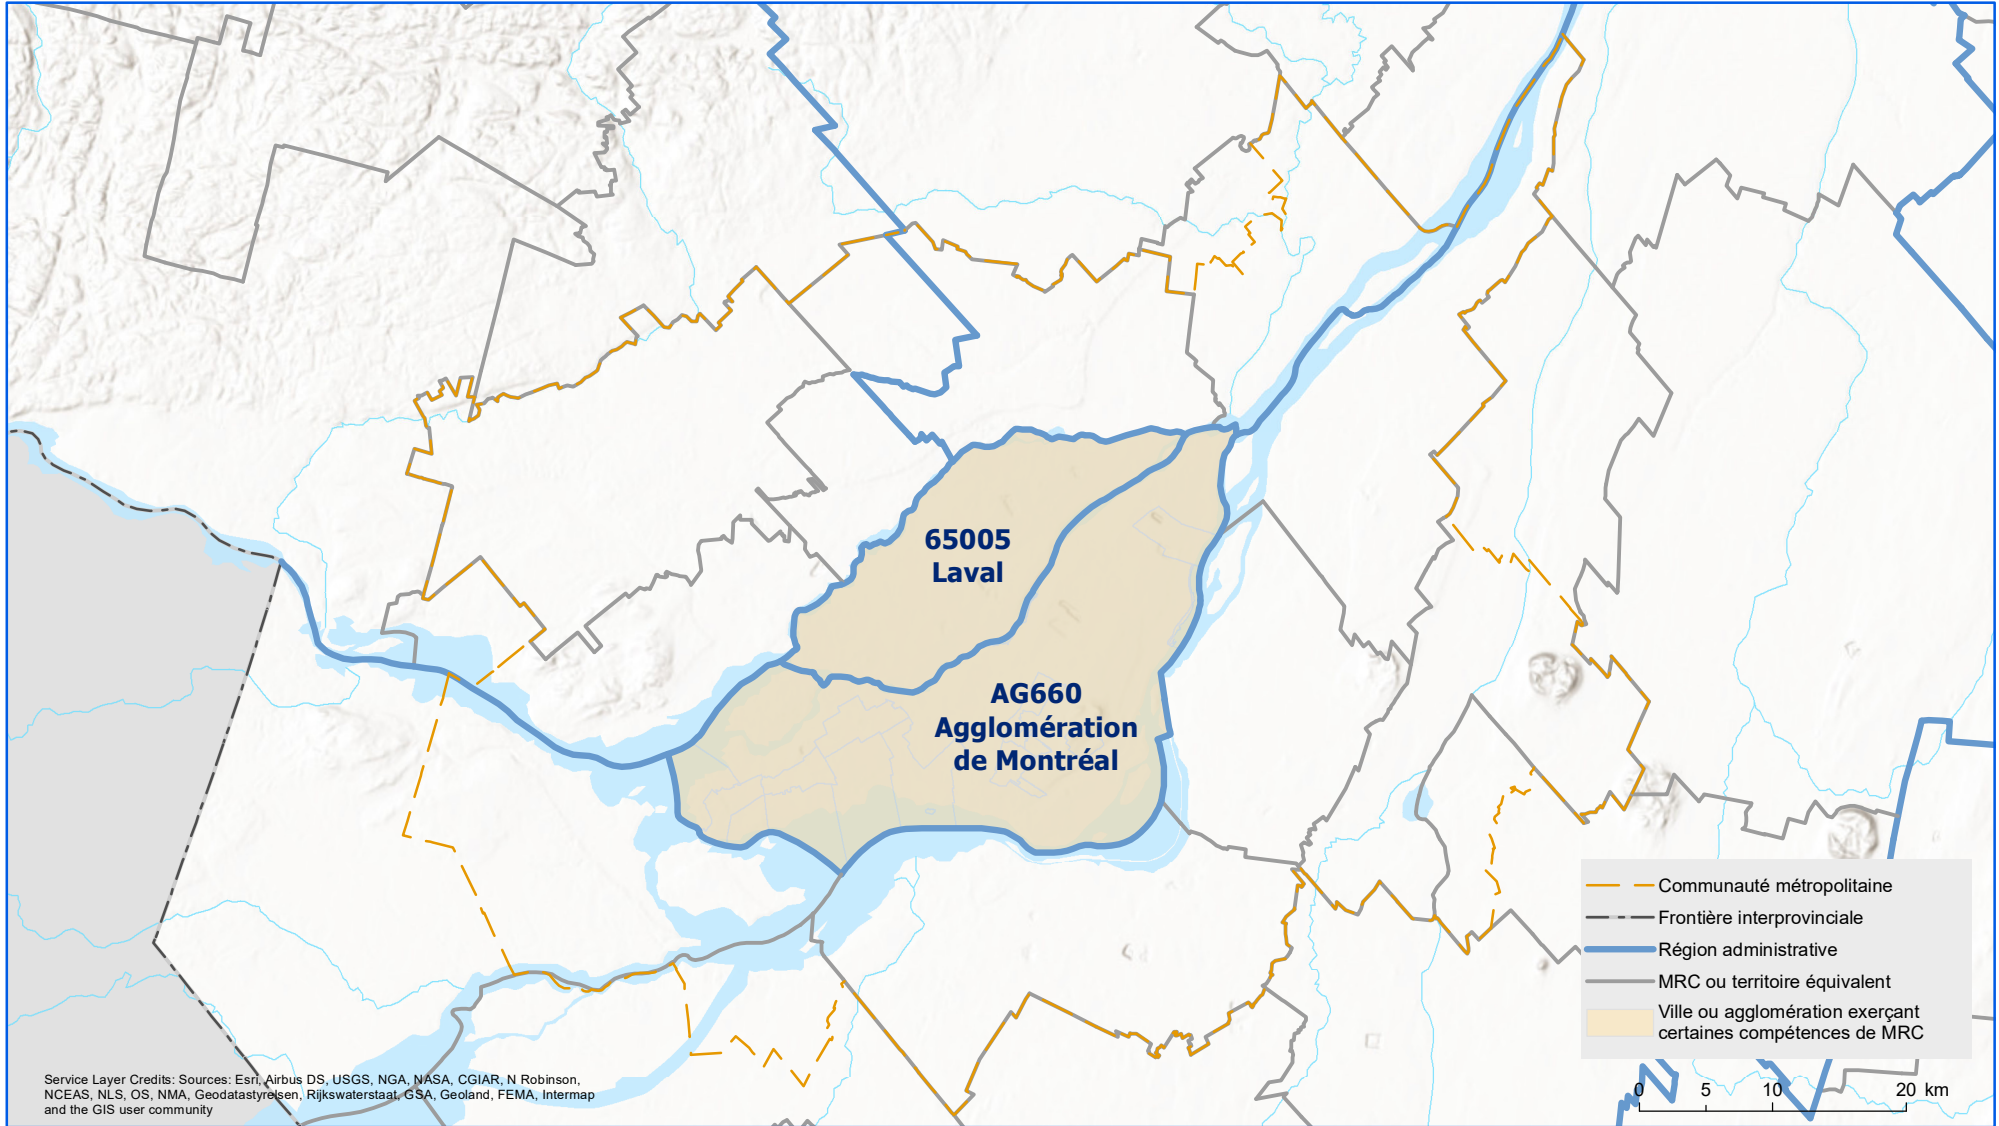 65005
Laval
AG660
Agglomération
de Montréal
Communauté métropolitaine
Frontière interprovinciale
Région administrative
MRC ou territoire équivalent
Ville ou agglomération exerçant
certaines compétences de MRC
0 5 10 20 km
Service Layer Credits: Sources: Esri, Airbus DS, USGS, NGA, NASA, CGIAR, N Robinson,
NCEAS, NLS, OS, NMA, Geodatastyrelsen, Rijkswaterstaat, GSA, Geoland, FEMA, Intermap
and the GIS user community